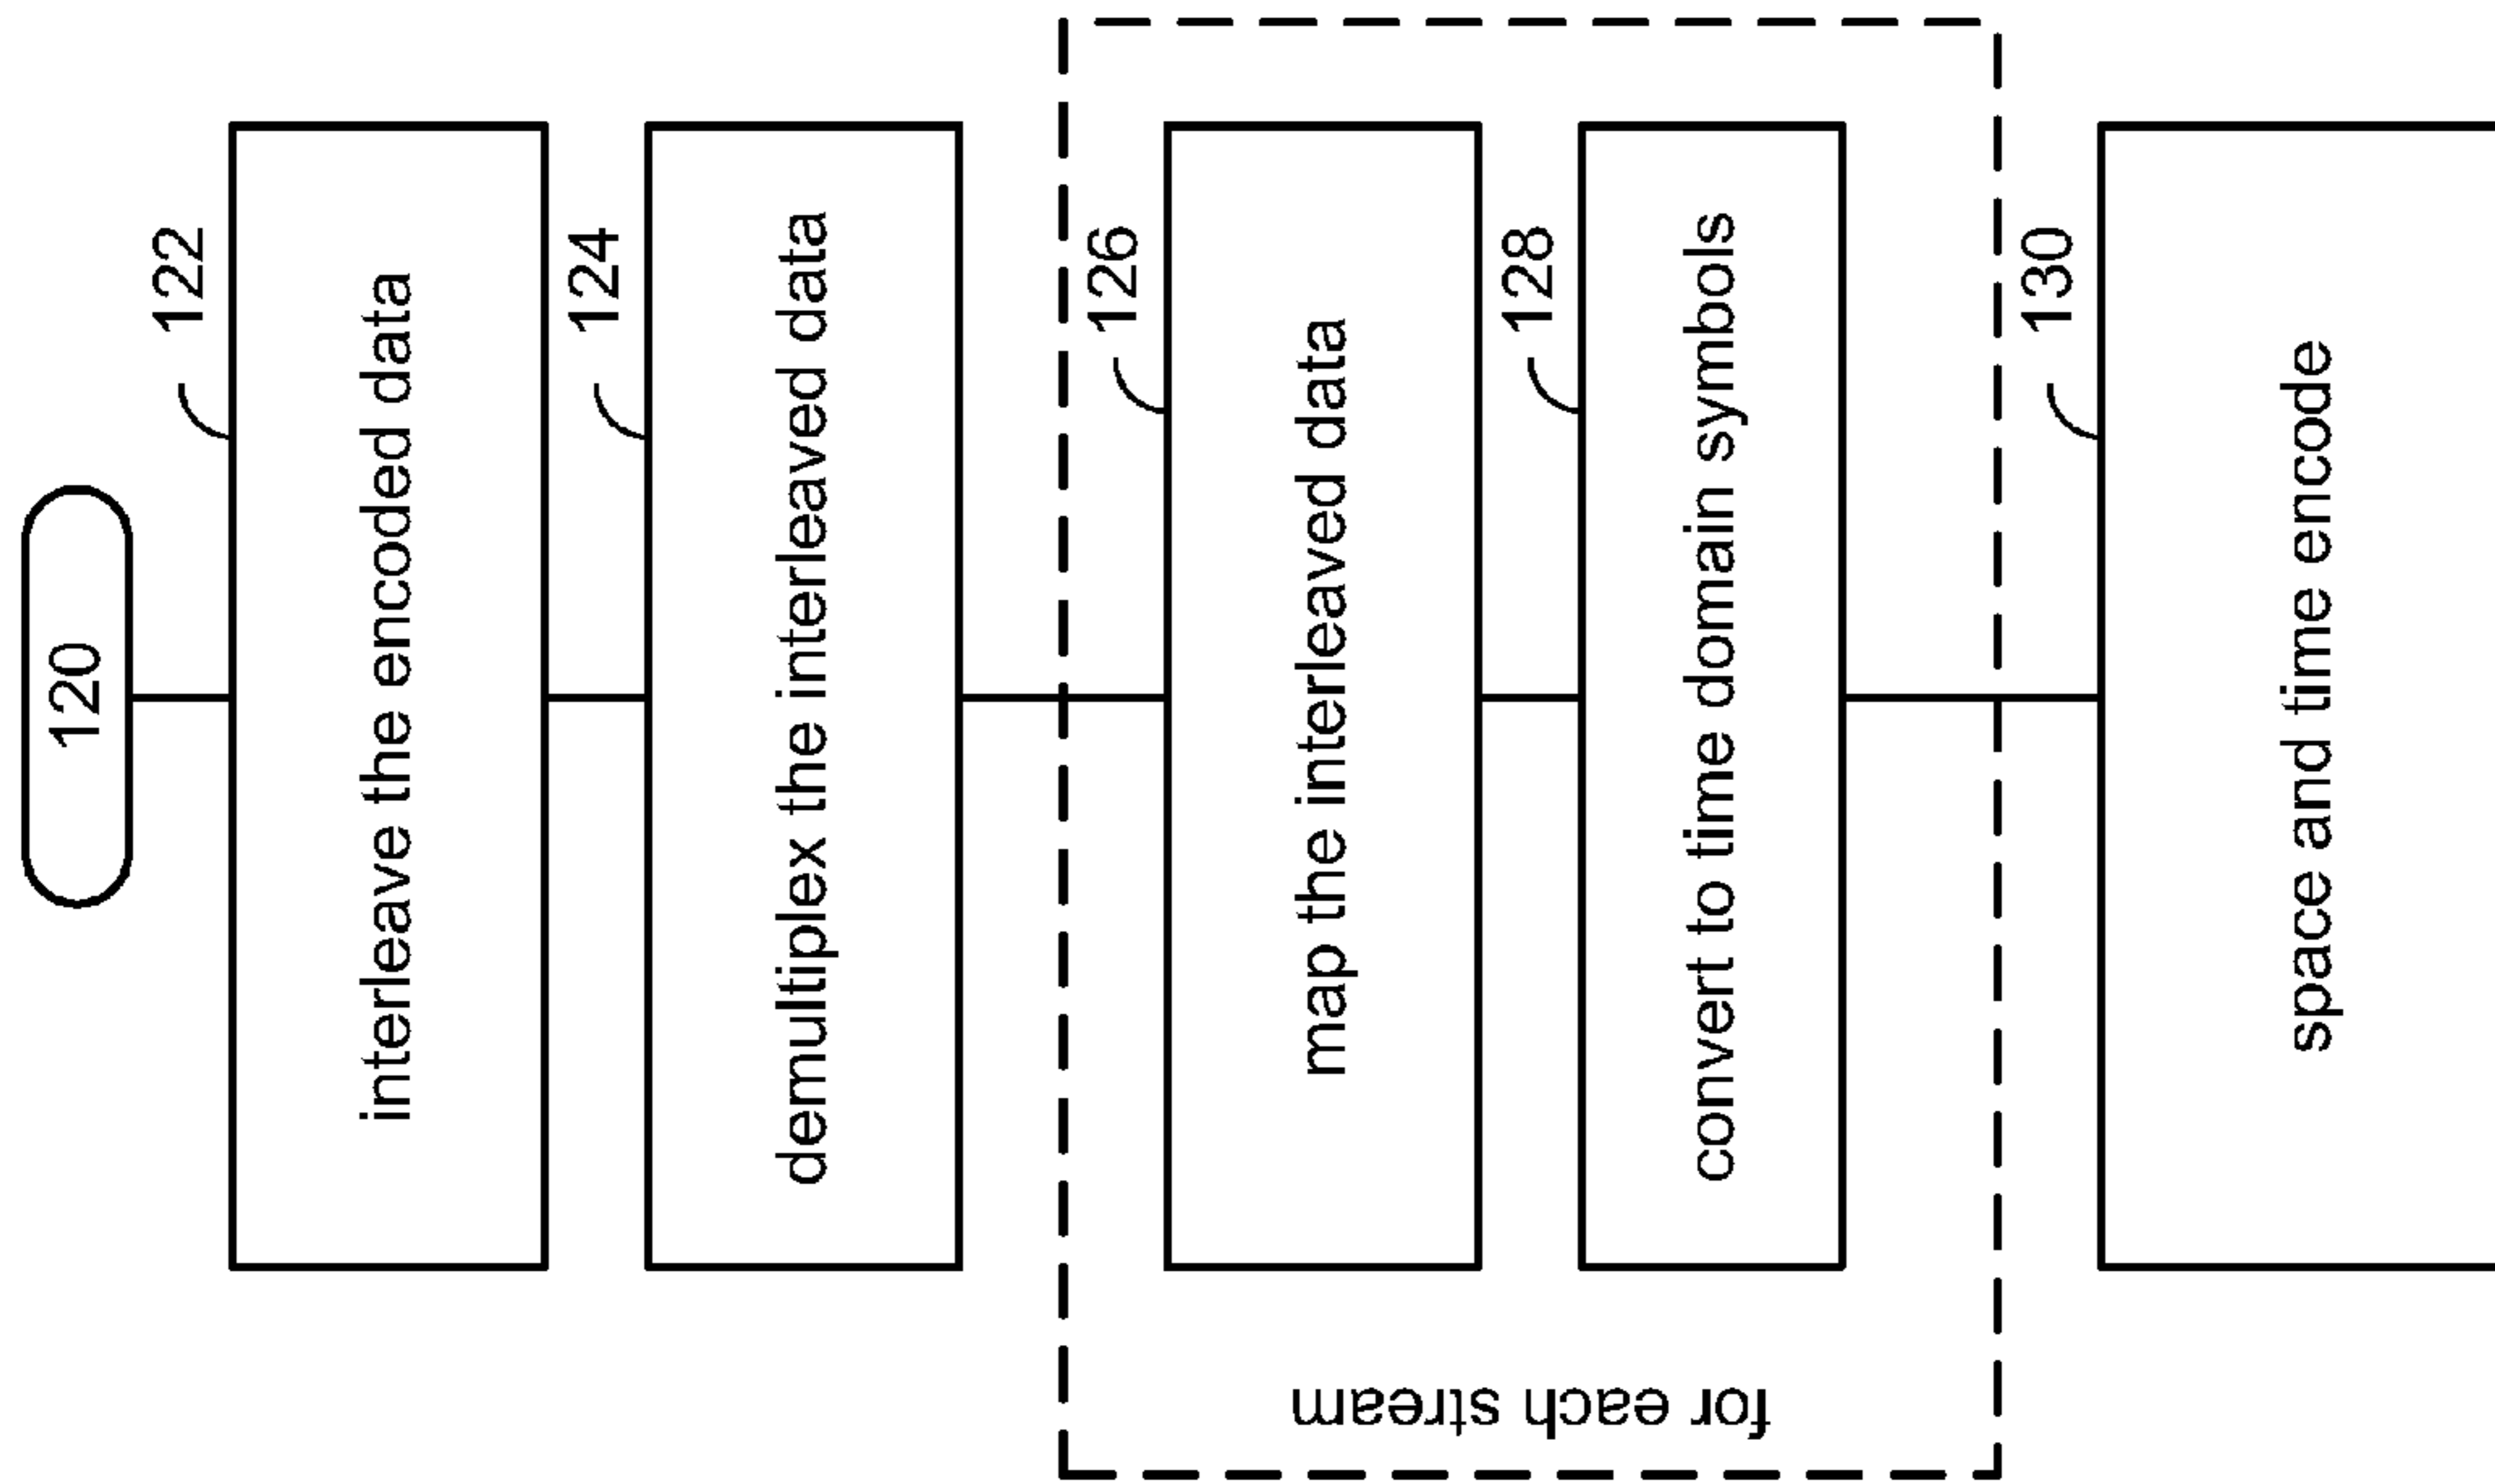 120
122
interleave the encoded data
124
demultiplex the interleaved data
for each stream
126
map the interleaved data
128
convert to time domain symbols
130
space and time encode